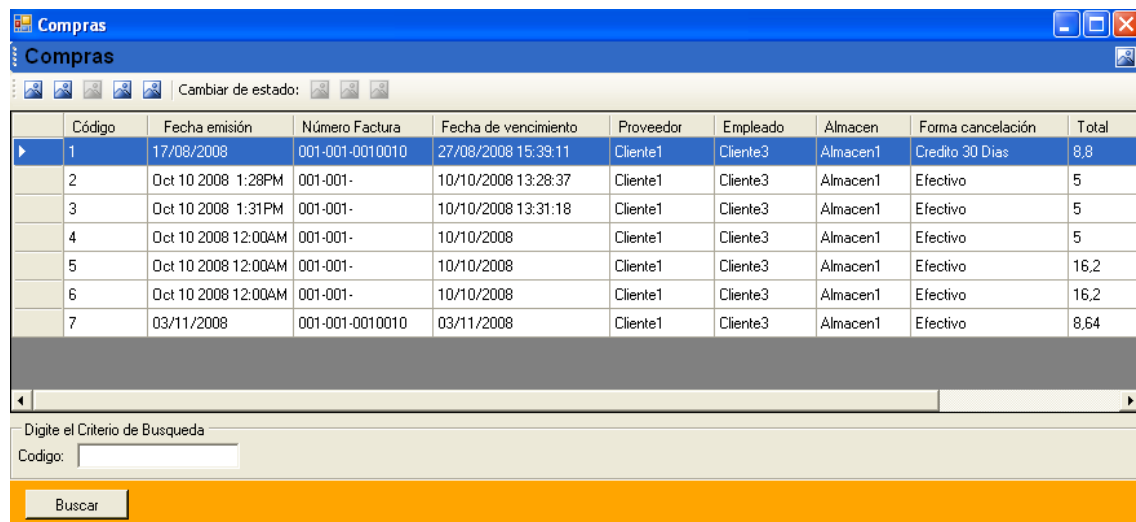 Compras
Compras
Cambiar de estado:
Código Fecha emisión Número Factura Fecha de vencimiento Proveedor Empleado Almacen Forma cancelación Total
1 17/08/2008 001-001-0010010 27/08/2008 15:39:11 Cliente1 Cliente3 Almacen1 Credito 30 Dias 8,8
2 Oct 10 2008 1:28PM 001-001- 10/10/2008 13:28:37 Cliente1 Cliente3 Almacen1 Efectivo 5
3 Oct 10 2008 1:31PM 001-001- 10/10/2008 13:31:18 Cliente1 Cliente3 Almacen1 Efectivo 5
4 Oct 10 2008 12:00AM 001-001- 10/10/2008 Cliente1 Cliente3 Almacen1 Efectivo 5
5 Oct 10 2008 12:00AM 001-001- 10/10/2008 Cliente1 Cliente3 Almacen1 Efectivo 16,2
6 Oct 10 2008 12:00AM 001-001- 10/10/2008 Cliente1 Cliente3 Almacen1 Efectivo 16,2
7 03/11/2008 001-001-0010010 03/11/2008 Cliente1 Cliente3 Almacen1 Efectivo 8,64
Digite el Criterio de Busqueda
Codigo:
Buscar